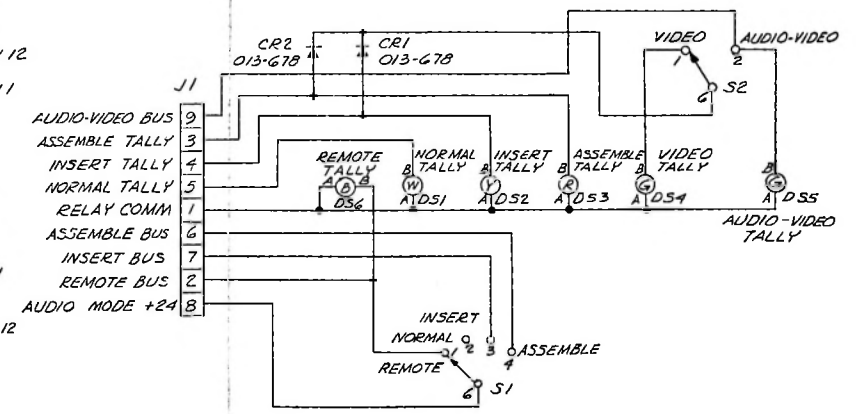 12
1
12
J1
CR2
013-678
CR1
013-678
VIDEO
AUDIO-VIDEO
1
2
6
S2
AUDIO-VIDEO BUS 9
ASSEMBLE TALLY 3
INSERT TALLY 4
NORMAL TALLY 5
RELAY COMM 1
ASSEMBLE BUS 6
INSERT BUS 7
REMOTE BUS 2
AUDIO MODE +24 8
REMOTE
TALLY
A B B
DS6
NORMAL
TALLY
B
W
A DS1
INSERT
TALLY
B
Y
A DS2
ASSEMBLE
TALLY
B
R
A DS3
VIDEO
TALLY
B
G
A DS4
B
G
A DS5
AUDIO-VIDEO
TALLY
INSERT
NORMAL 2 3
ASSEMBLE
4
1
REMOTE
6 S1